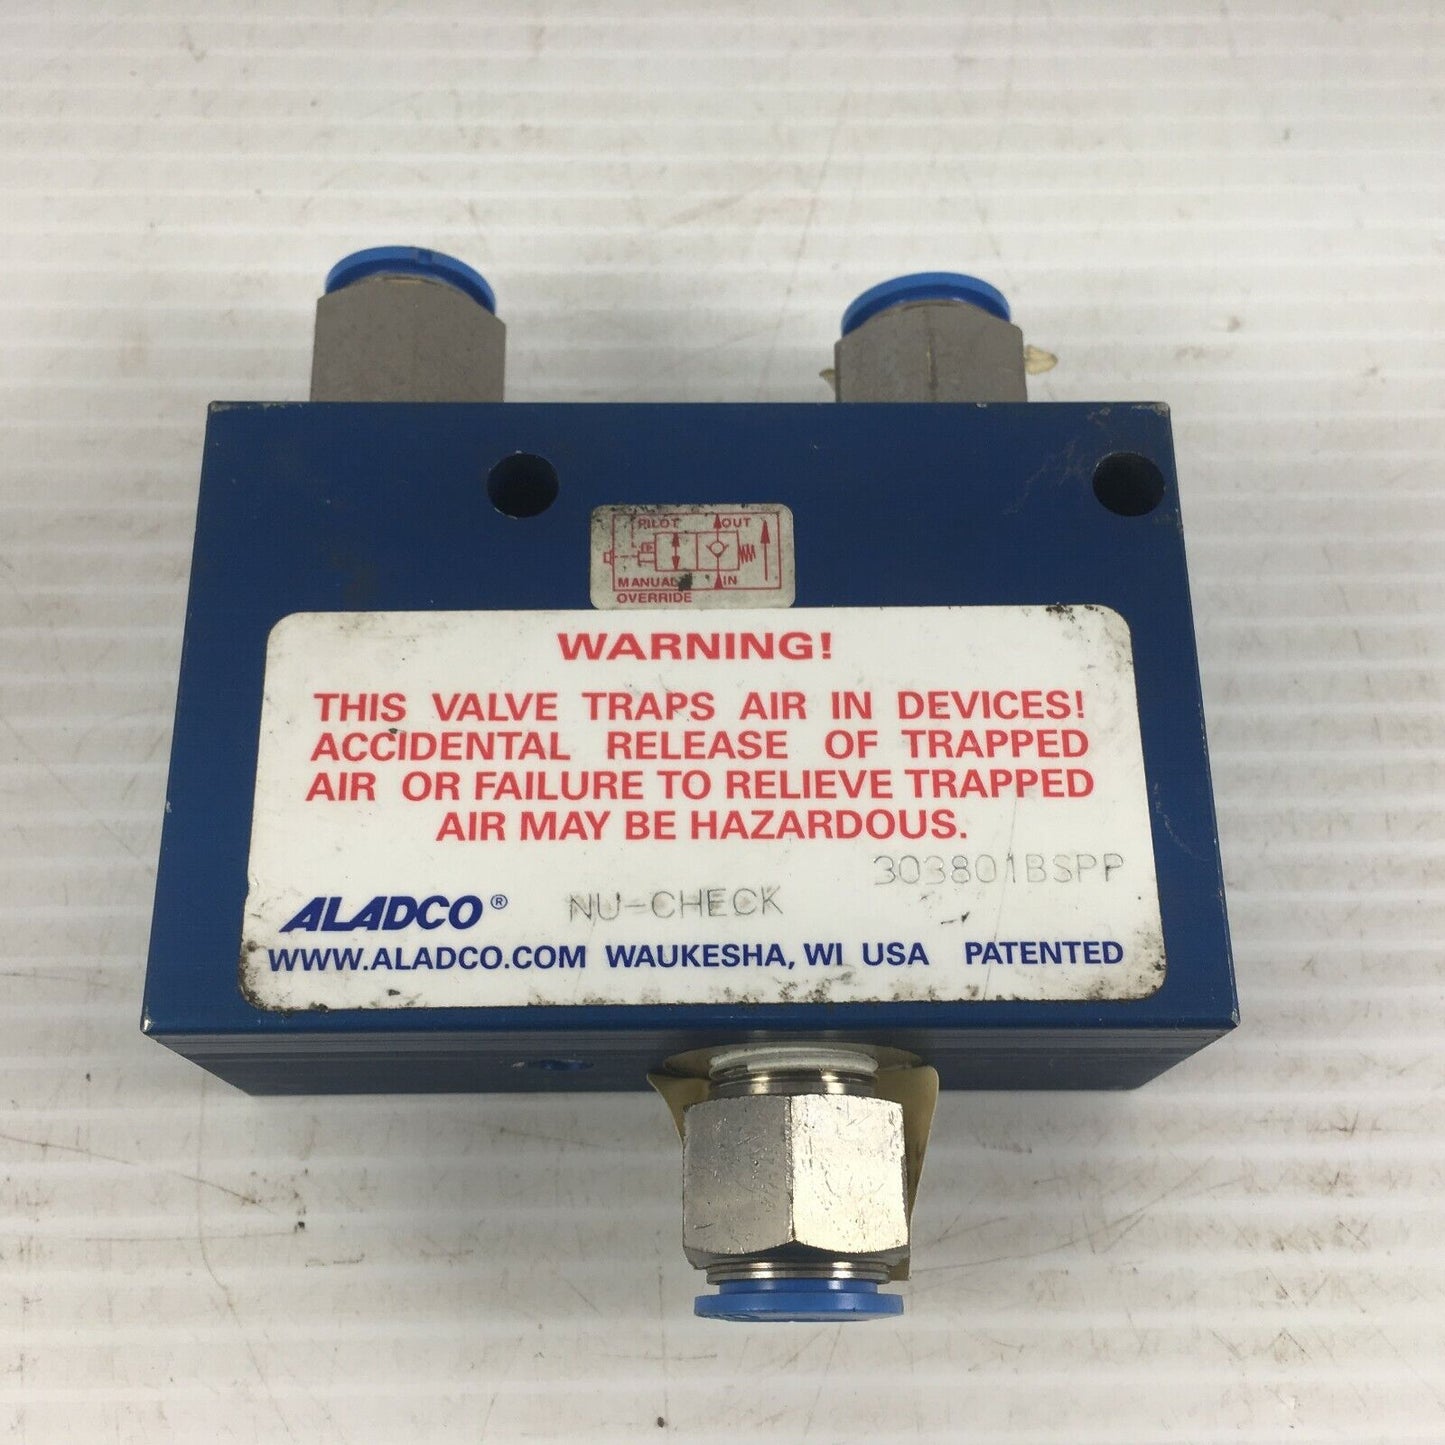 PILOT OUT
MANUAL IN
OVERRIDE
WARNING!
THIS VALVE TRAPS AIR IN DEVICES!
ACCIDENTAL RELEASE OF TRAPPED
AIR OR FAILURE TO RELIEVE TRAPPED
AIR MAY BE HAZARDOUS.
303801BSPP
ALADCO® NU-CHECK
WWW.ALADCO.COM WAUKESHA, WI USA PATENTED